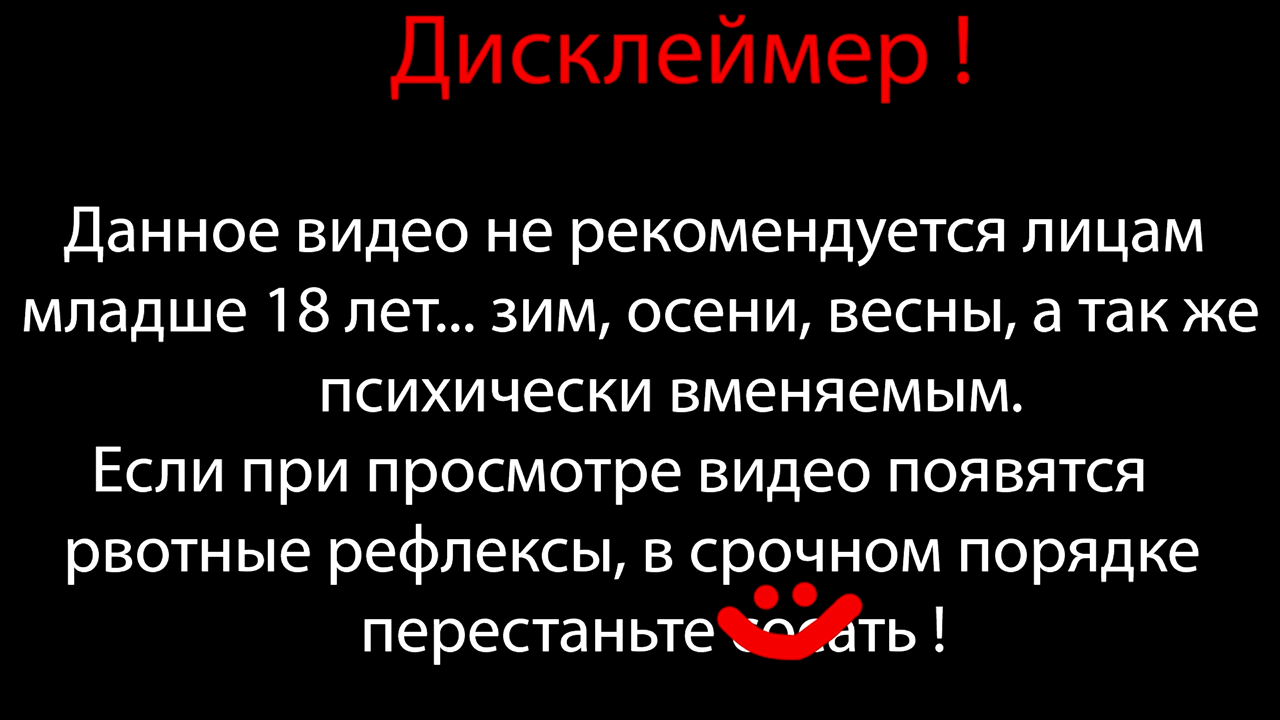 Дисклеймер !
Данное видео не рекомендуется лицам
младше 18 лет... зим, осени, весны, а так же
психически вменяемым.
Если при просмотре видео появятся
рвотные рефлексы, в срочном порядке
перестаньте сосать !